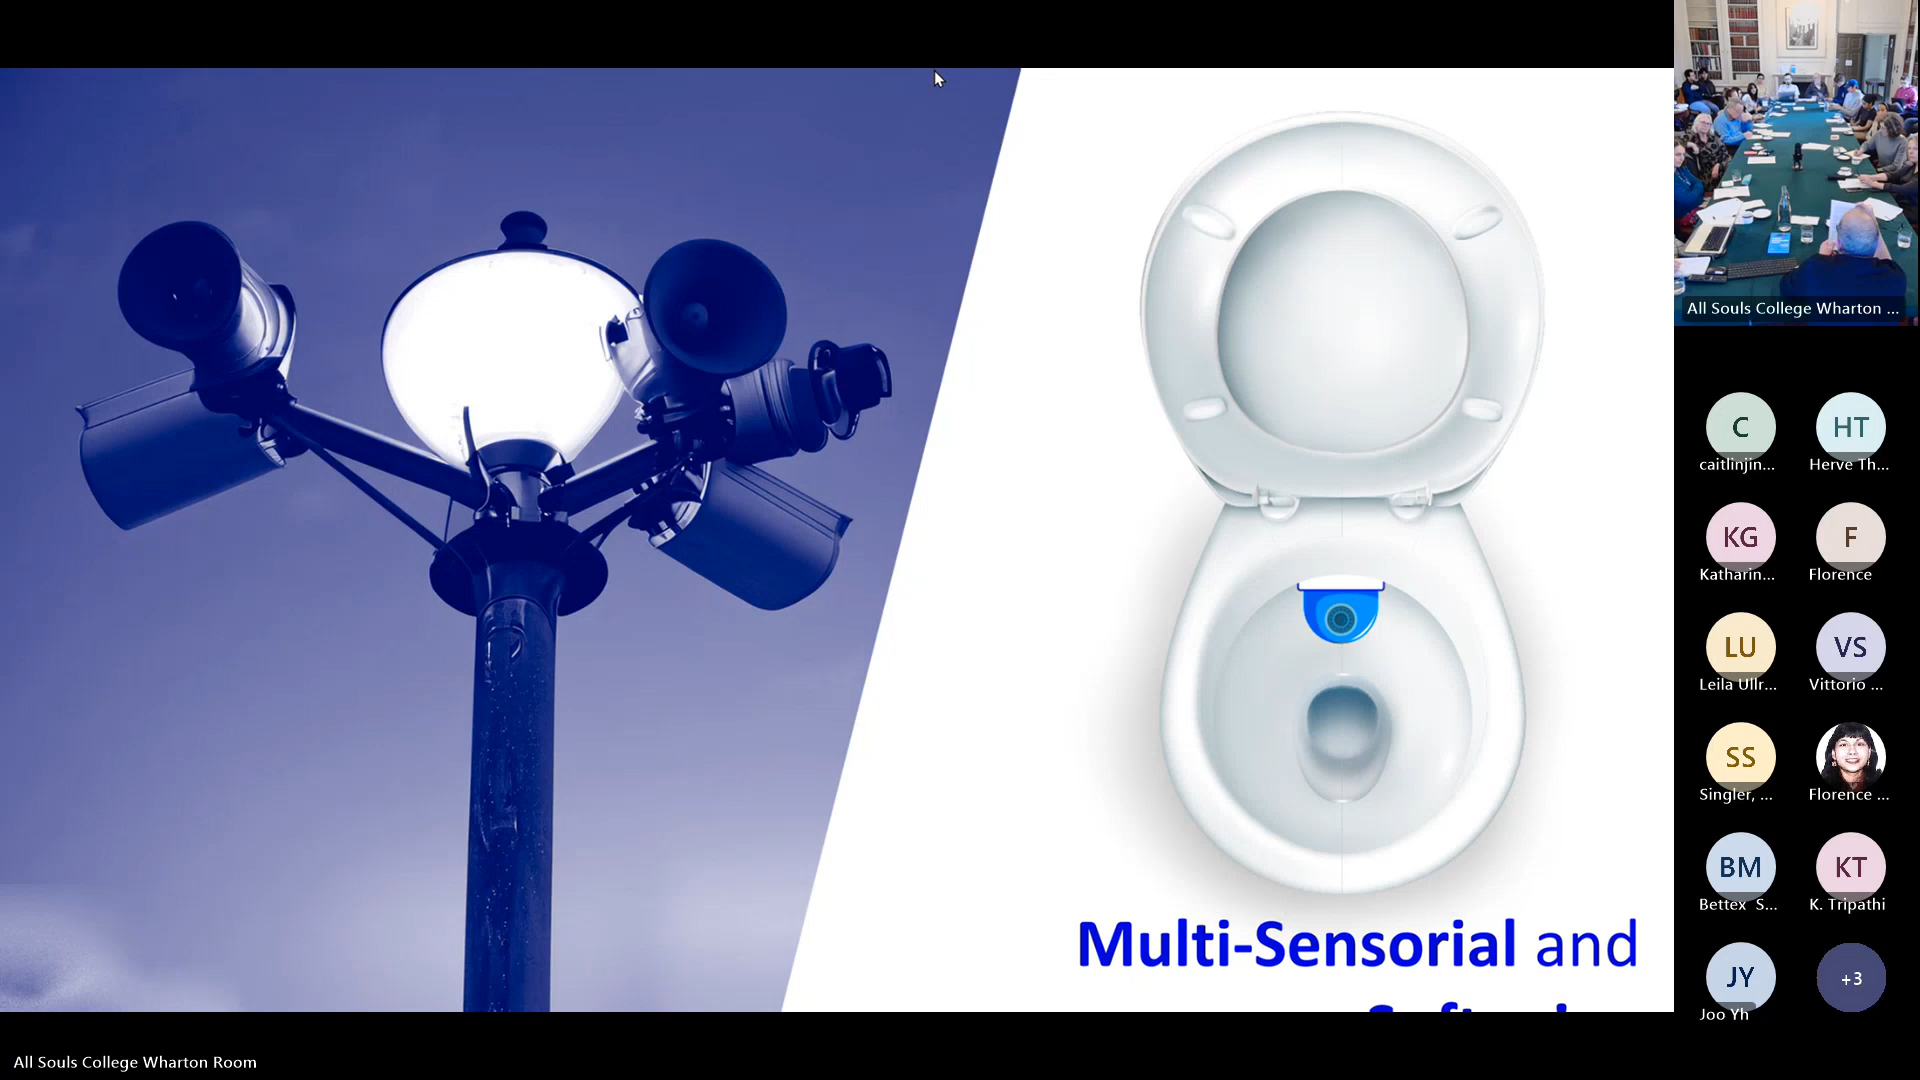 Multi-Sensorial and
All Souls College Wharton ...
C
caitlinjin...
HT
Herve Th...
KG
Katharin...
F
Florence
LU
Leila Ullr...
VS
Vittorio ...
SS
Singler, ...
Florence ...
BM
Bettex S...
KT
K. Tripathi
JY
Joo Yh
+3
All Souls College Wharton Room